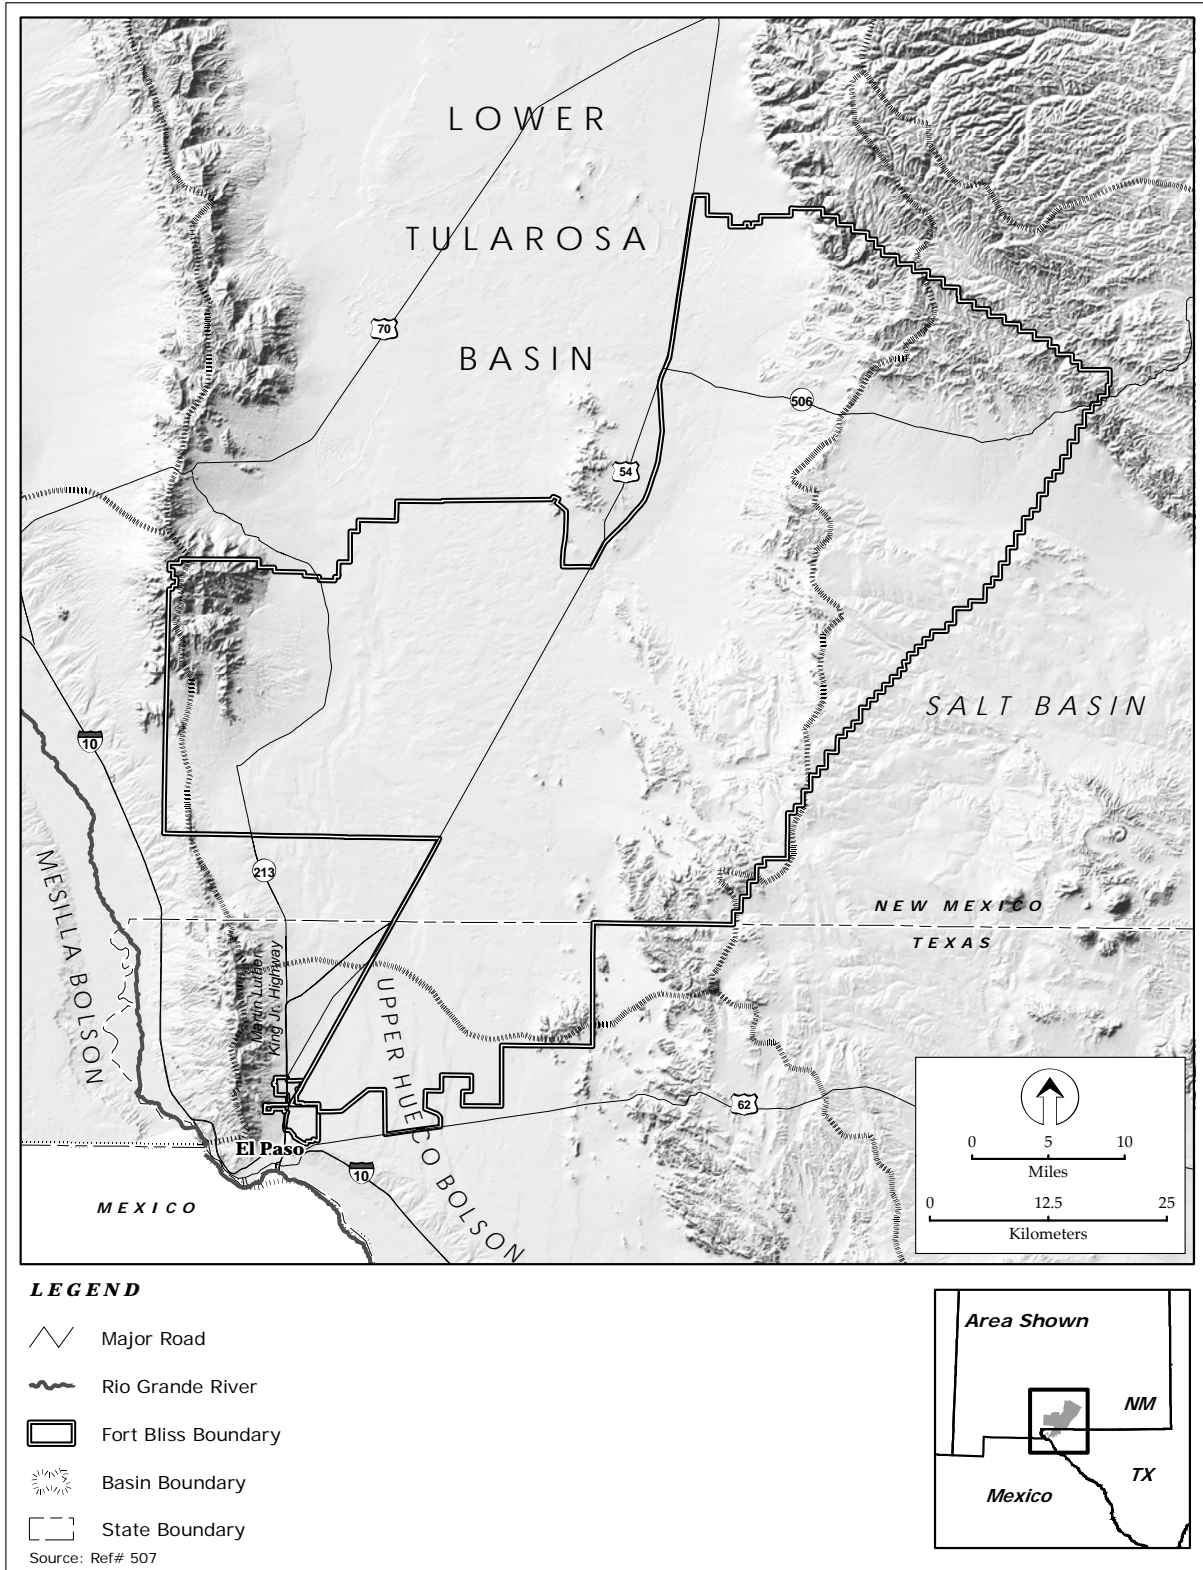 LOWER
TULAROSA
70
BASIN
506
54
SALT BASIN
10
MESILLA BOLSON
213
NEW MEXICO
TEXAS
Martin Luther
King Jr. Highway
UPPER HUECO BOLSON
62
El Paso
10
MEXICO
0 5 10
Miles
0 12.5 25
Kilometers
LEGEND
Major Road
Rio Grande River
Fort Bliss Boundary
Basin Boundary
State Boundary
Source: Ref# 507
Area Shown
NM
TX
Mexico